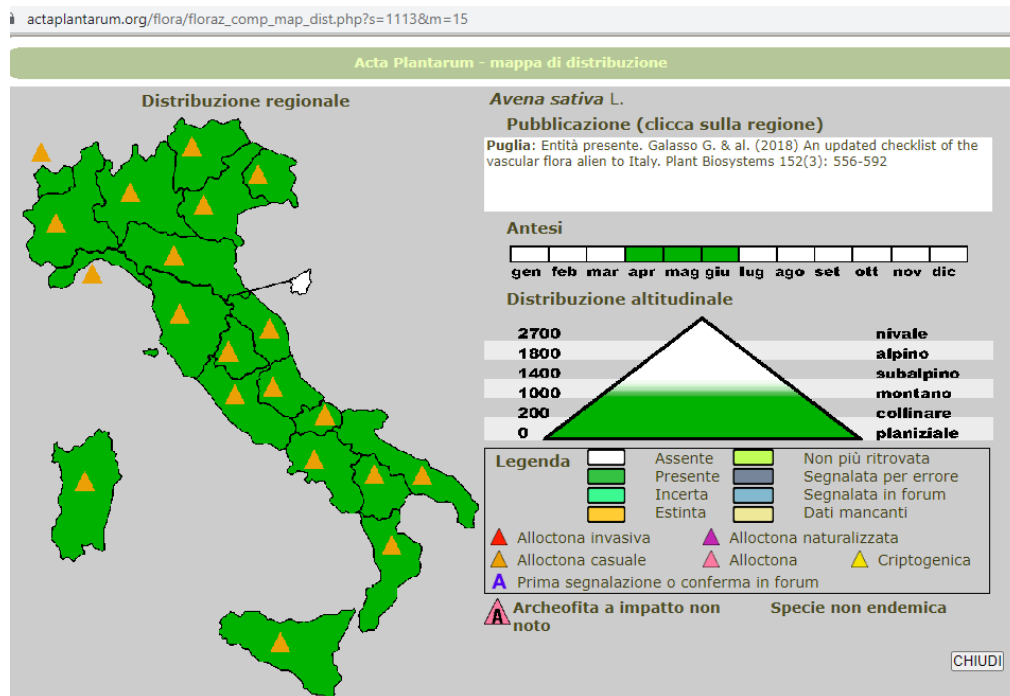 actaplantarum.org/flora/floraz_comp_map_dist.php?s=1113&m=15
Acta Plantarum - mappa di distribuzione
Distribuzione regionale
Avena sativa L.
Pubblicazione (clicca sulla regione)
Puglia: Entità presente. Galasso G. & al. (2018) An updated checklist of the
vascular flora alien to Italy. Plant Biosystems 152(3): 556-592
Antesi
gen feb mar apr mag giu lug ago set ott nov dic
Distribuzione altitudinale
2700 nivale
1800 alpino
1400 subalpino
1000 montano
200 collinare
0 planiziale
Legenda Assente Non più ritrovata
Presente Segnalata per errore
Incerta Segnalata in forum
Estinta Dati mancanti
Alloctona invasiva Alloctona naturalizzata
Alloctona casuale Alloctona Criptogenica
A Prima segnalazione o conferma in forum
A Archeofita a impatto non Specie non endemica
noto
CHIUDI